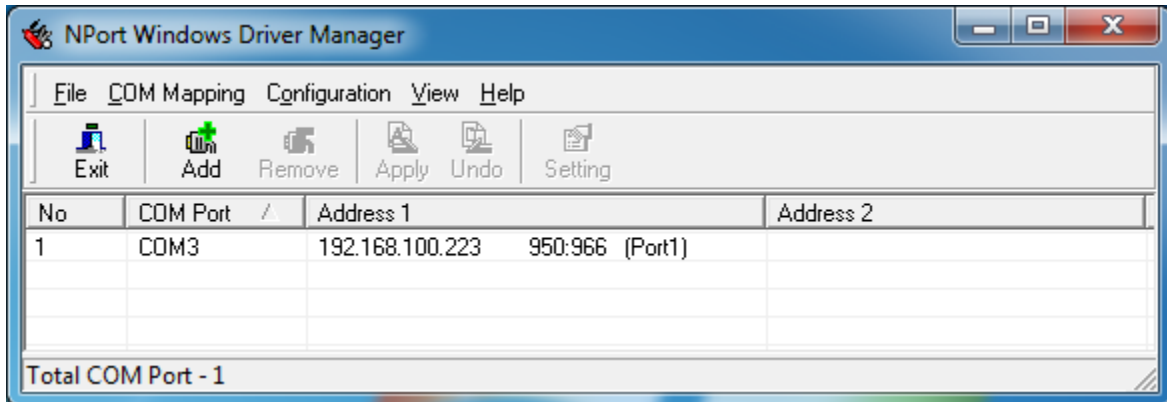 NPort Windows Driver Manager
File COM Mapping Configuration View Help
Exit Add Remove Apply Undo Setting
No COM Port Address 1 Address 2
1 COM3 192.168.100.223 950:966 (Port1)
Total COM Port - 1